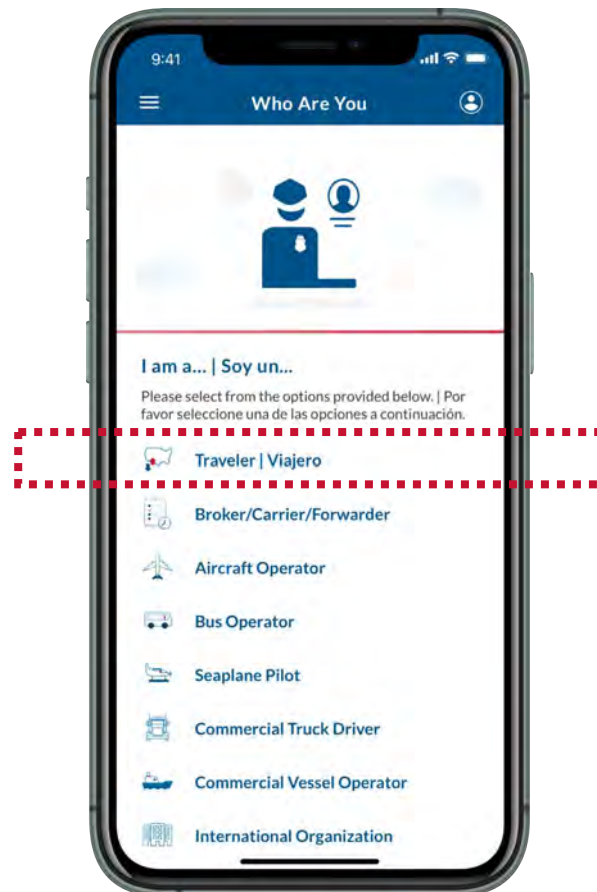 9:41
Who Are You
I am a... | Soy un...
Please select from the options provided below. | Por
favor seleccione una de las opciones a continuación.
Traveler | Viajero
Broker/Carrier/Forwarder
Aircraft Operator
Bus Operator
Seaplane Pilot
Commercial Truck Driver
Commercial Vessel Operator
International Organization